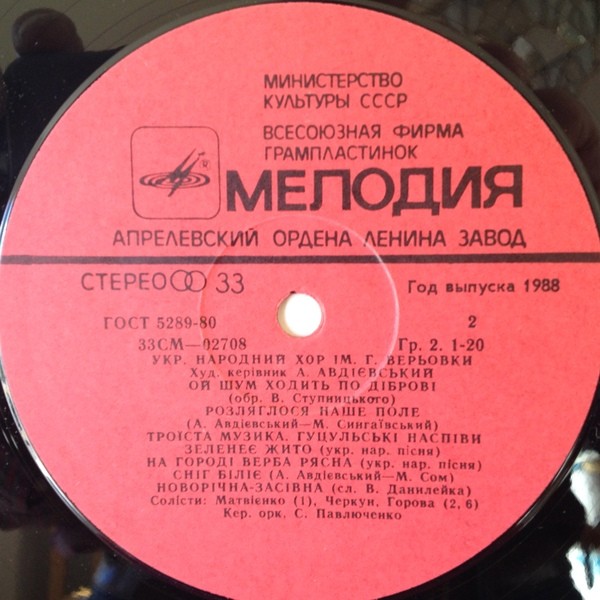 МИНИСТЕРСТВО
КУЛЬТУРЫ СССР
ВСЕСОЮЗНАЯ ФИРМА
ГРАМПЛАСТИНОК
МЕЛОДИЯ
АПРЕЛЕВСКИЙ ОРДЕНА ЛЕНИНА ЗАВОД
СТЕРЕО 33
Год выпуска 1988
ГОСТ 5289-80 2
33СМ—02708 Гр. 2. 1-20
УКР. НАРОДНИЙ ХОР ІМ. Г. ВЕРЬОВКИ
Худ. керівник А. АВДІЄВСЬКИЙ
ОЙ ШУМ ХОДИТЬ ПО ДІБРОВІ
(обр. В. Ступницького)
РОЗЛЯГЛОСЯ НАШЕ ПОЛЕ
(А. Авдієвський—М. Сингаївський)
ТРОЇСТА МУЗИКА. ГУЦУЛЬСЬКІ НАСПІВИ
ЗЕЛЕНЕЄ ЖИТО (укр. нар. пісня)
НА ГОРОДІ ВЕРБА РЯСНА (укр. нар. пісня)
СНІГ БІЛІЄ (А. Авдієвський—М. Сом)
НОВОРІЧНА-ЗАСІВНА (сл. В. Данилейка)
Солісти: Матвієнко (1), Черкун, Горова (2, 6)
Кер. орк. С. Павлюченко